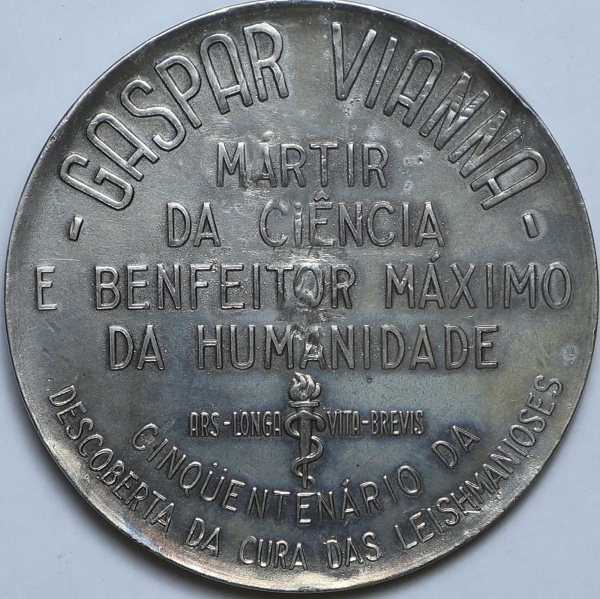 - GASPAR VIANNA -
MARTIR
DA CIÊNCIA
E BENFEITOR MÁXIMO
DA HUMANIDADE
ARS-LONGA VITA-BREVIS
CINQÜENTENÁRIO DA
DESCOBERTA DA CURA DAS LEISHMANIOSES